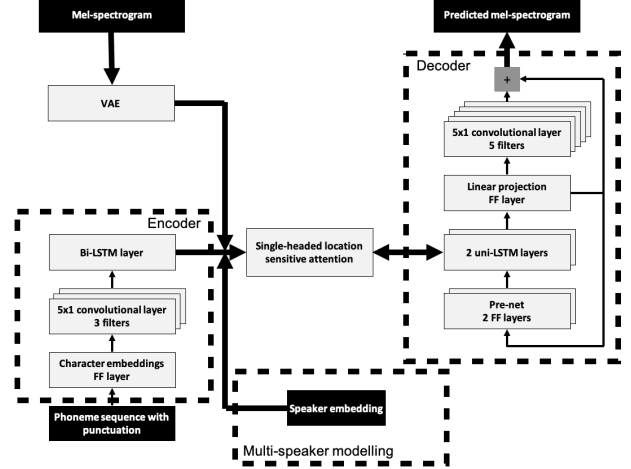 Mel-spectrogram
VAE
Encoder
Bi-LSTM layer
5x1 convolutional layer
3 filters
Character embeddings
FF layer
Phoneme sequence with
punctuation
Single-headed location
sensitive attention
Speaker embedding
Multi-speaker modelling
Predicted mel-spectrogram
Decoder
+
5x1 convolutional layer
5 filters
Linear projection
FF layer
2 uni-LSTM layers
Pre-net
2 FF layers